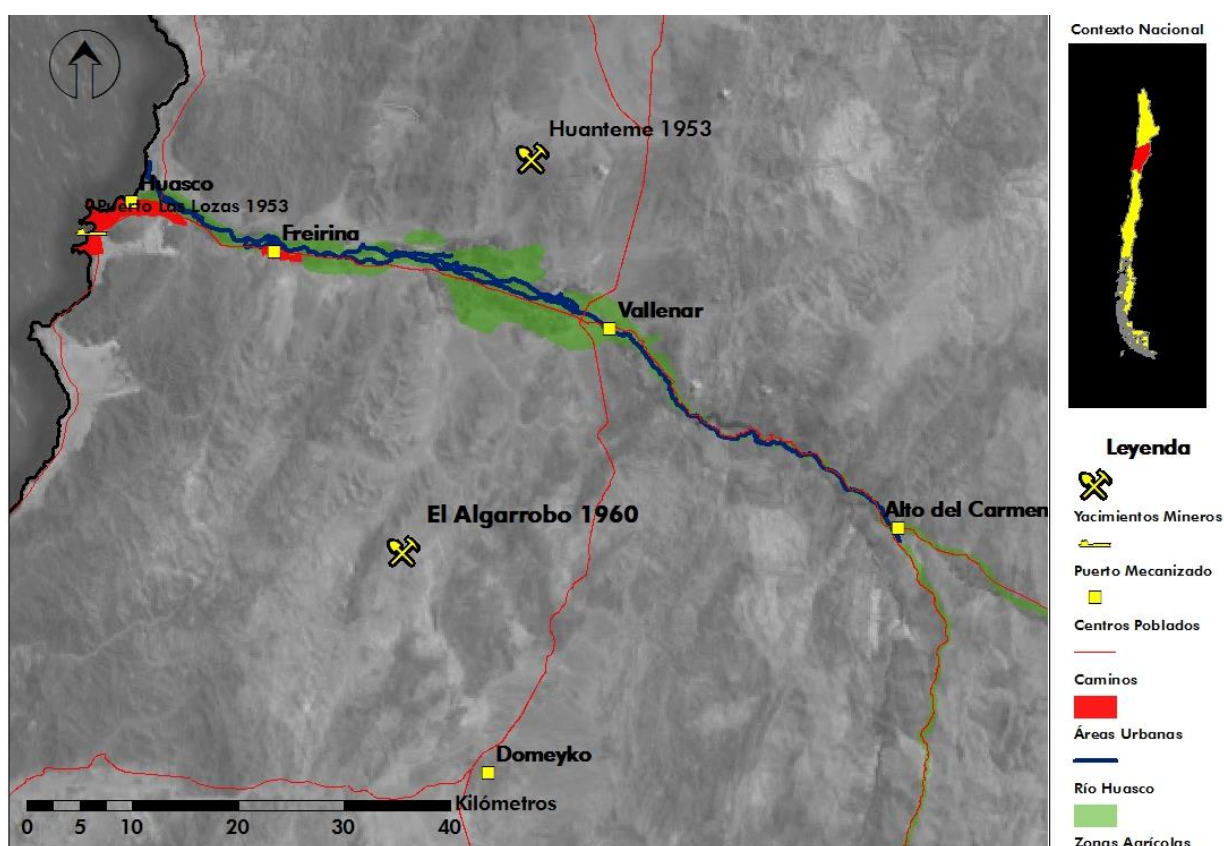 Huanteme 1953
Huasco
Puerto Las Lozas 1953
Freirina
Vallenar
El Algarrobo 1960
Alto del Carmen
Domeyko
Kilómetros
0 5 10 20 30 40
Contexto Nacional
Leyenda
Yacimientos Mineros
Puerto Mecanizado
Centros Poblados
Caminos
Áreas Urbanas
Río Huasco
Zonas Agrícolas